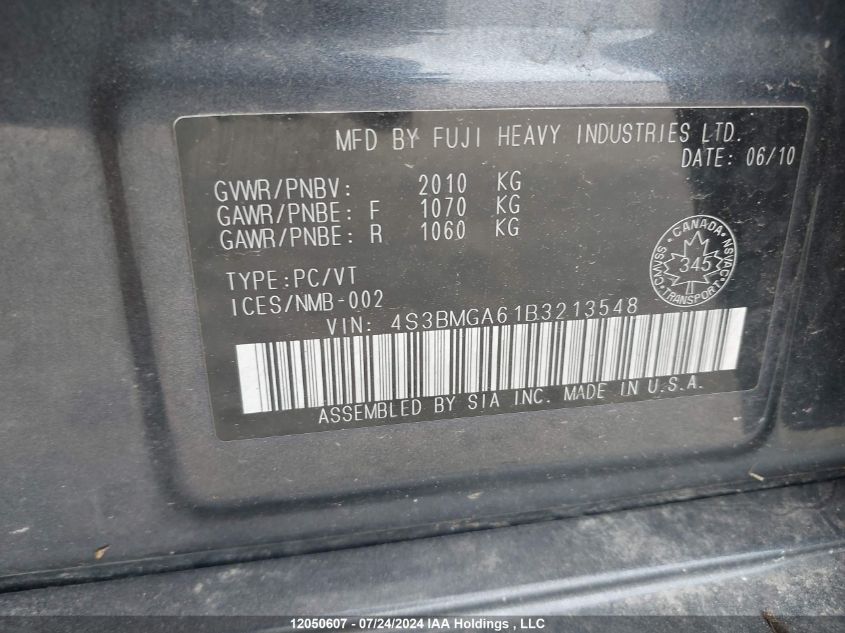 MFD BY FUJI HEAVY INDUSTRIES LTD.
DATE: 06/10
GVWR/PNBV: 2010 KG
GAWR/PNBE: F 1070 KG
GAWR/PNBE: R 1060 KG
CANADA
CMVSS NSVAC
345
TRANSPORT
TYPE:PC/VT
ICES/NMB-002
VIN: 4S3BMGA61B3213548
ASSEMBLED BY SIA INC. MADE IN U.S.A.
12050607 - 07/24/2024 IAA Holdings , LLC